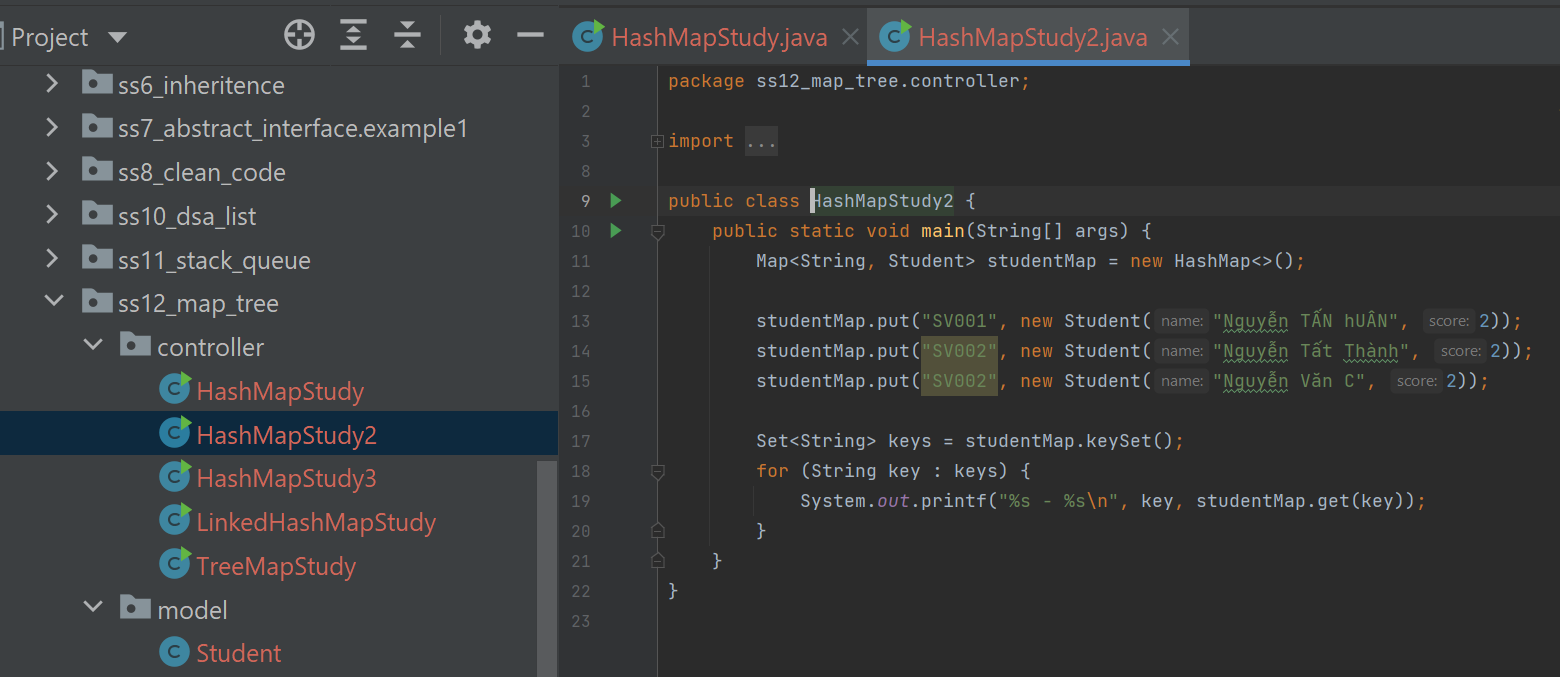 Project
HashMapStudy.java
HashMapStudy2.java
ss6_inheritence
ss7_abstract_interface.example1
ss8_clean_code
ss10_dsa_list
ss11_stack_queue
ss12_map_tree
controller
HashMapStudy
HashMapStudy2
HashMapStudy3
LinkedHashMapStudy
TreeMapStudy
model
Student
1 package ss12_map_tree.controller;
2
3 import ...
8
9 public class HashMapStudy2 {
10 public static void main(String[] args) {
11 Map<String, Student> studentMap = new HashMap<>();
12
13 studentMap.put("SV001", new Student( name: "Nguyễn TẤN hUÂN", score: 2));
14 studentMap.put("SV002", new Student( name: "Nguyễn Tất Thành", score: 2));
15 studentMap.put("SV002", new Student( name: "Nguyễn Văn C", score: 2));
16
17 Set<String> keys = studentMap.keySet();
18 for (String key : keys) {
19 System.out.printf("%s - %s\n", key, studentMap.get(key));
20 }
21 }
22 }
23